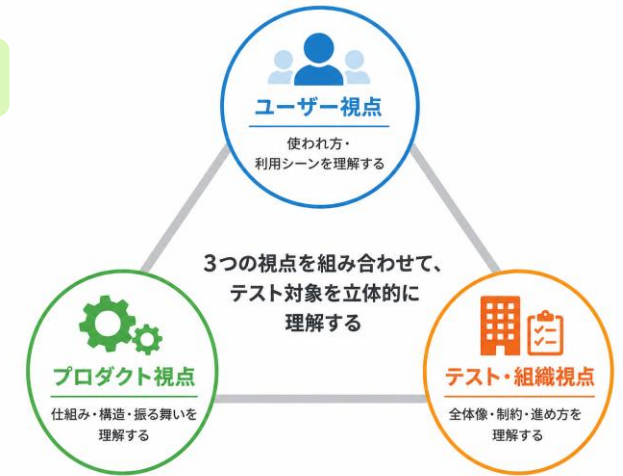 ユーザー視点
使われ方・
利用シーンを理解する
3つの視点を組み合わせて、
テスト対象を立体的に
理解する
プロダクト視点
仕組み・構造・振る舞いを
理解する
テスト・組織視点
全体像・制約・進め方を
理解する